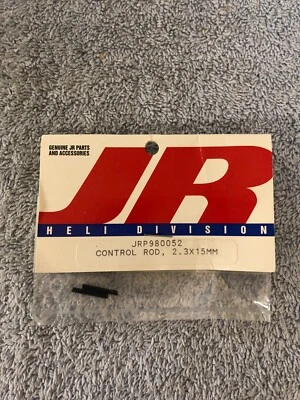 GENUINE JR PARTS
AND ACCESSORIES
JR
HELI DIVISION
JRP980052
CONTROL ROD, 2.3X15MM